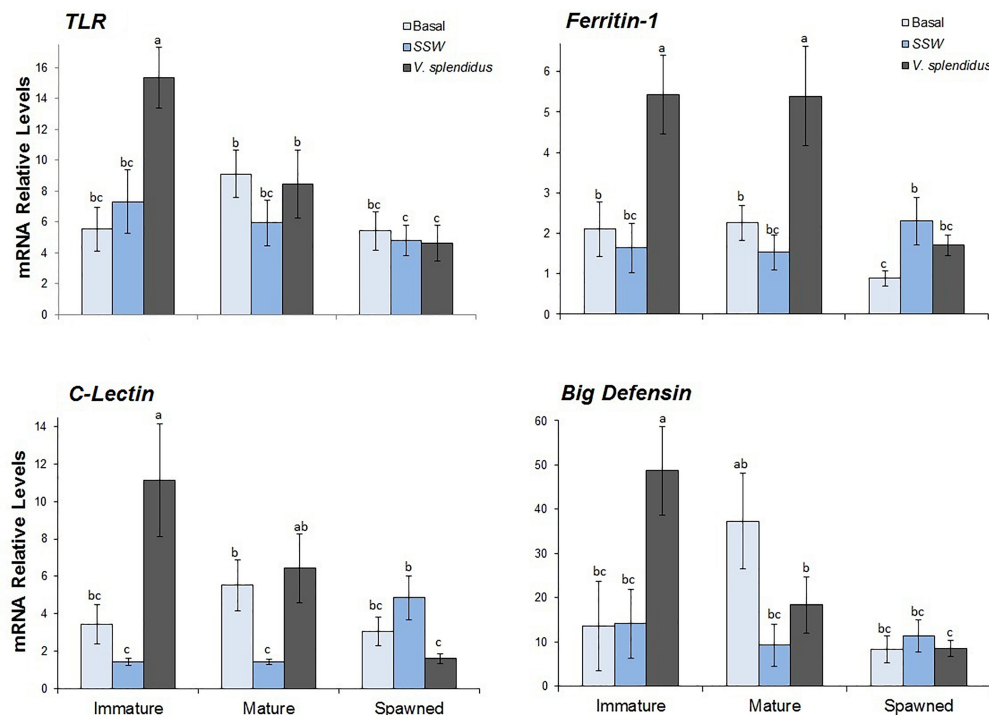 TLR
Basal
SSW
V. splendidus
mRNA Relative Levels
16
14
12
10
8
6
4
2
0
bc
bc
a
b
bc
b
bc
c
c
Ferritin-1
Basal
SSW
V. splendidus
6
5
4
3
2
1
0
b
bc
a
b
bc
a
c
b
bc
C-Lectin
mRNA Relative Levels
14
12
10
8
6
4
2
0
bc
c
a
b
c
ab
bc
b
c
Immature
Mature
Spawned
Big Defensin
60
50
40
30
20
10
0
bc
bc
a
ab
bc
b
bc
bc
c
Immature
Mature
Spawned